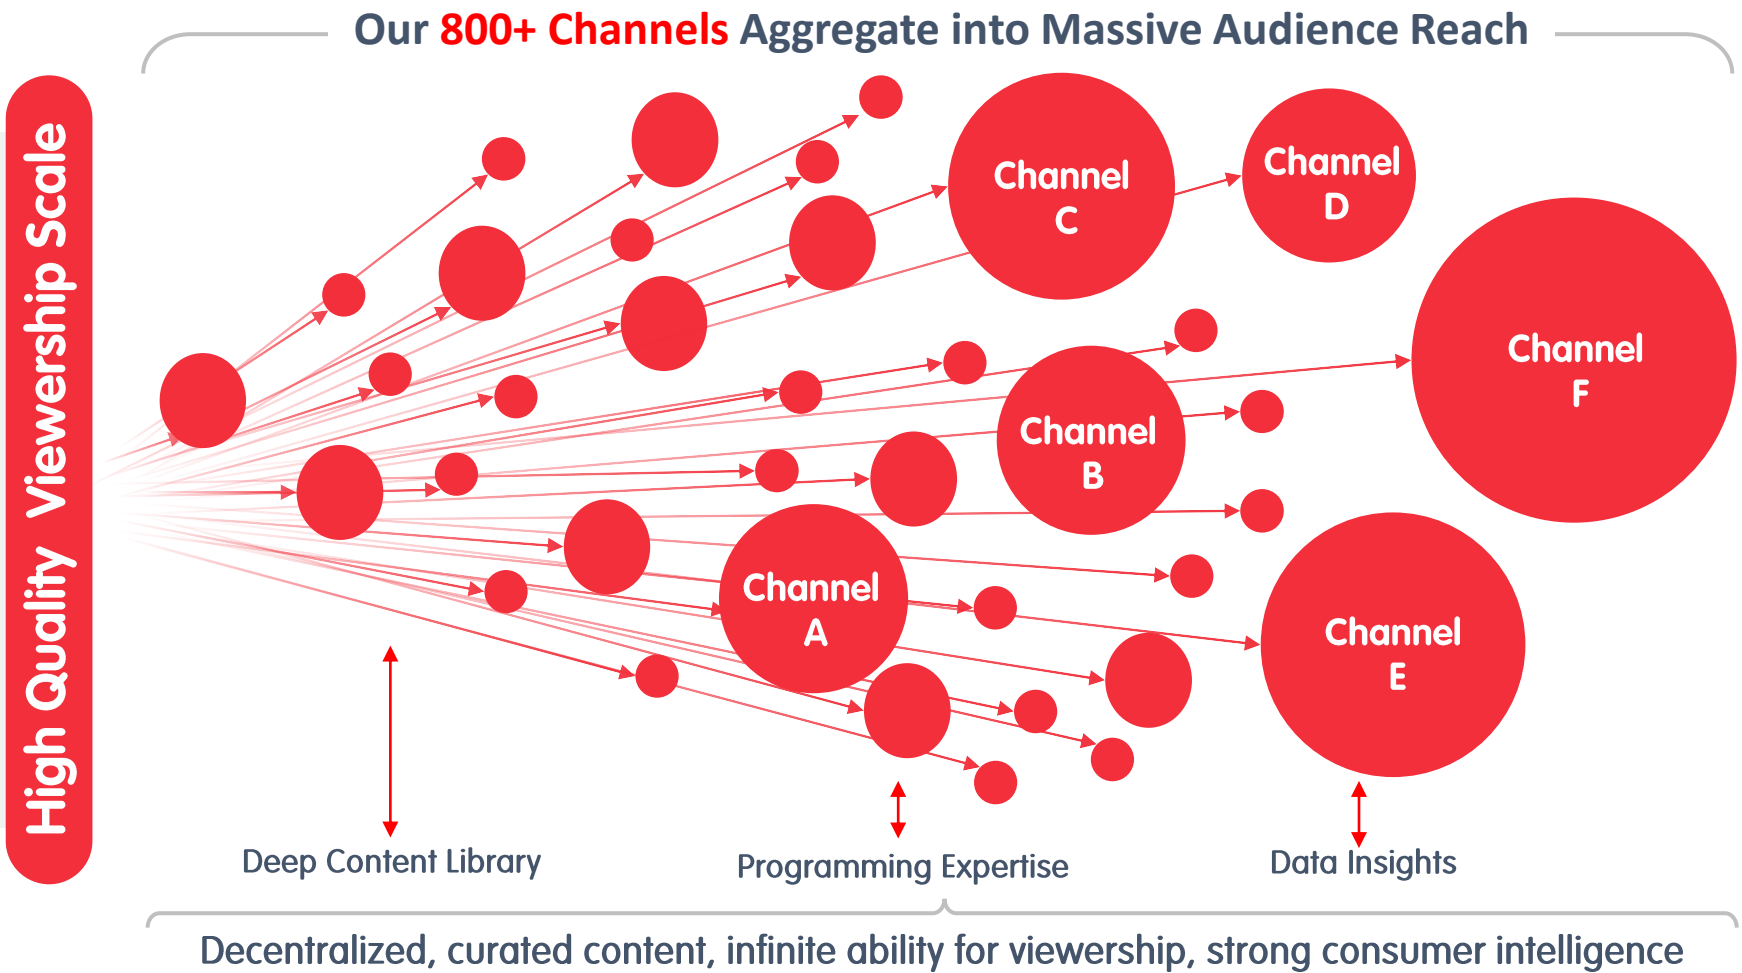 Our 800+ Channels Aggregate into Massive Audience Reach
High Quality Viewership Scale
Channel
C
Channel
D
Channel
F
Channel
B
Channel
A
Channel
E
Deep Content Library
Programming Expertise
Data Insights
Decentralized, curated content, infinite ability for viewership, strong consumer intelligence